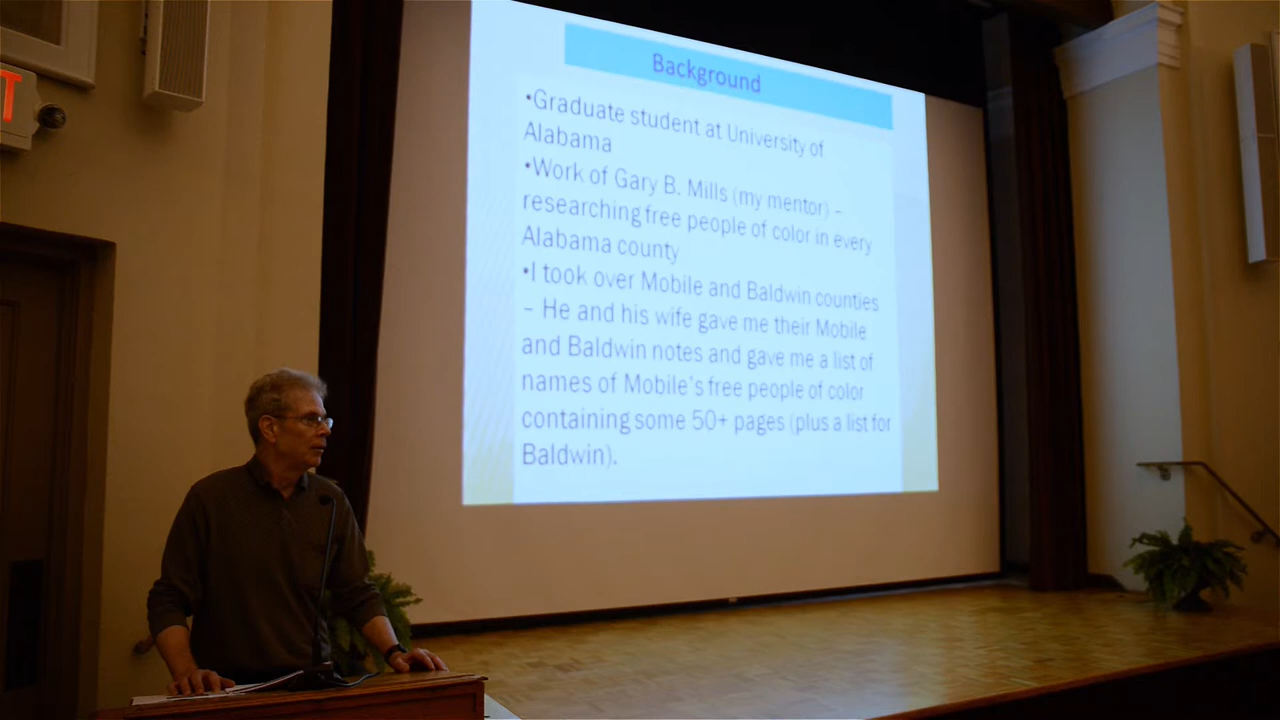 T
Background
•Graduate student at University of
Alabama
•Work of Gary B. Mills (my mentor) –
researching free people of color in every
Alabama county
•I took over Mobile and Baldwin counties
– He and his wife gave me their Mobile
and Baldwin notes and gave me a list of
names of Mobile's free people of color
containing some 50+ pages (plus a list for
Baldwin).